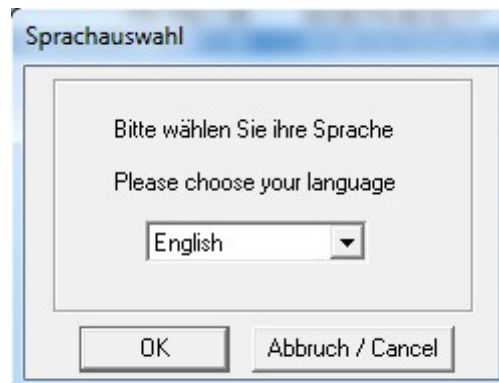 Sprachauswahl
Bitte wählen Sie ihre Sprache
Please choose your language
English
OK
Abbruch / Cancel